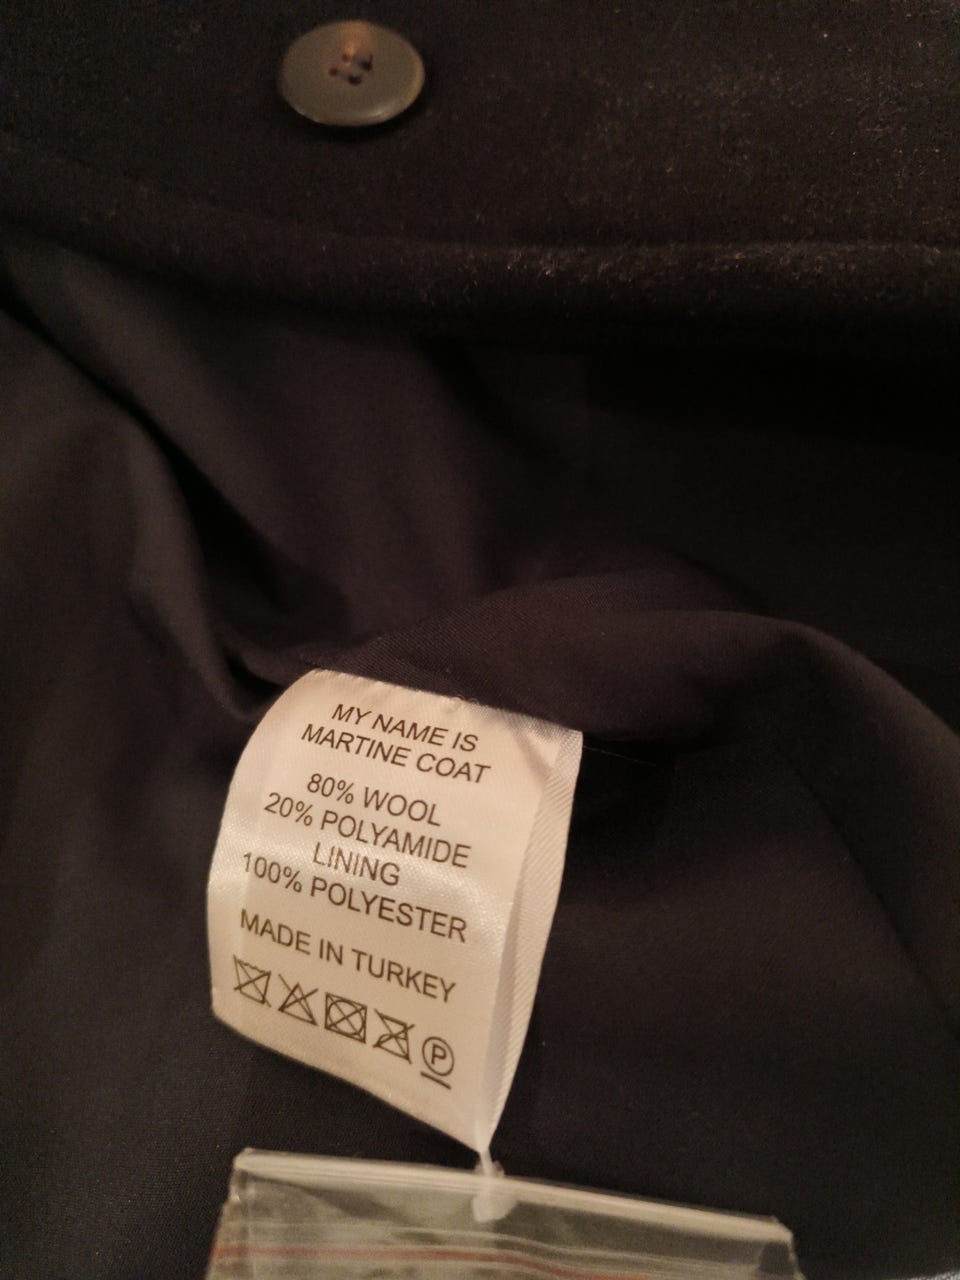 MY NAME IS
MARTINE COAT
80% WOOL
20% POLYAMIDE
LINING
100% POLYESTER
MADE IN TURKEY
P